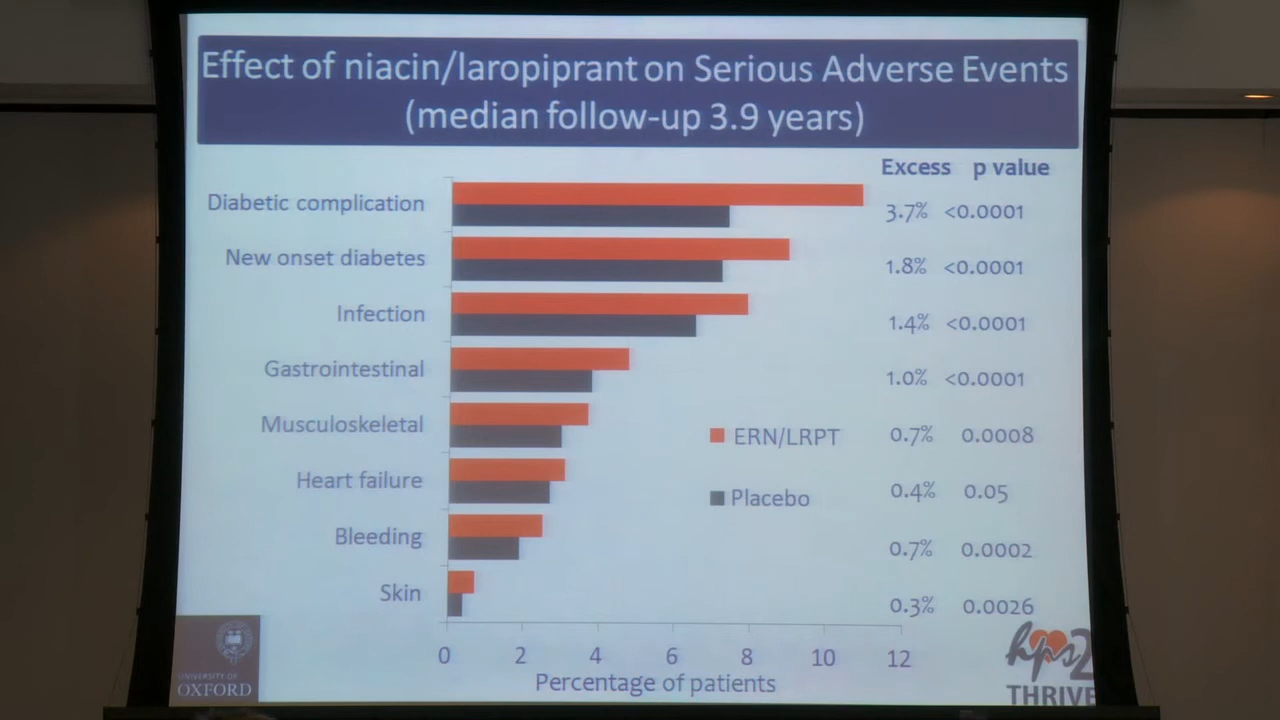 Effect of niacin/laropiprant on Serious Adverse Events
(median follow-up 3.9 years)
Excess p value
Diabetic complication 3.7% <0.0001
New onset diabetes 1.8% <0.0001
Infection 1.4% <0.0001
Gastrointestinal 1.0% <0.0001
Musculoskeletal ERN/LRPT 0.7% 0.0008
Heart failure Placebo 0.4% 0.05
Bleeding 0.7% 0.0002
Skin 0.3% 0.0026
0 2 4 6 8 10 12
Percentage of patients
UNIVERSITY OF
OXFORD
hps2
THRIVE